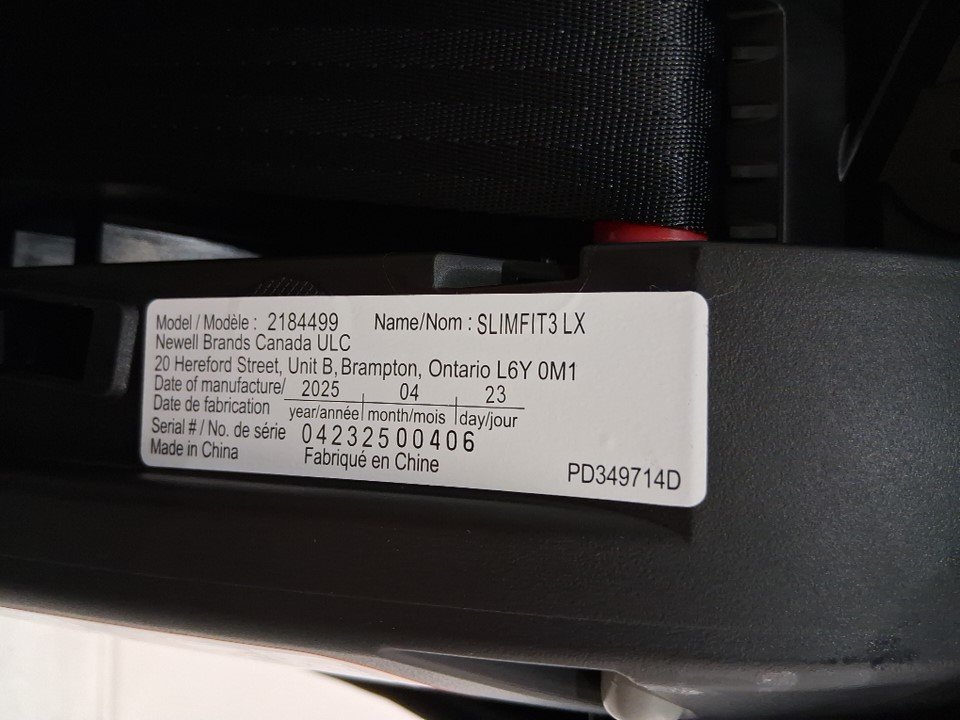 Model / Modèle : 2184499 Name/Nom : SLIMFIT3 LX
Newell Brands Canada ULC
20 Hereford Street, Unit B, Brampton, Ontario L6Y 0M1
Date of manufacture/ 2025 04 23
Date de fabrication year/année month/mois day/jour
Serial # / No. de série 04232500406
Made in China Fabriqué en Chine PD349714D